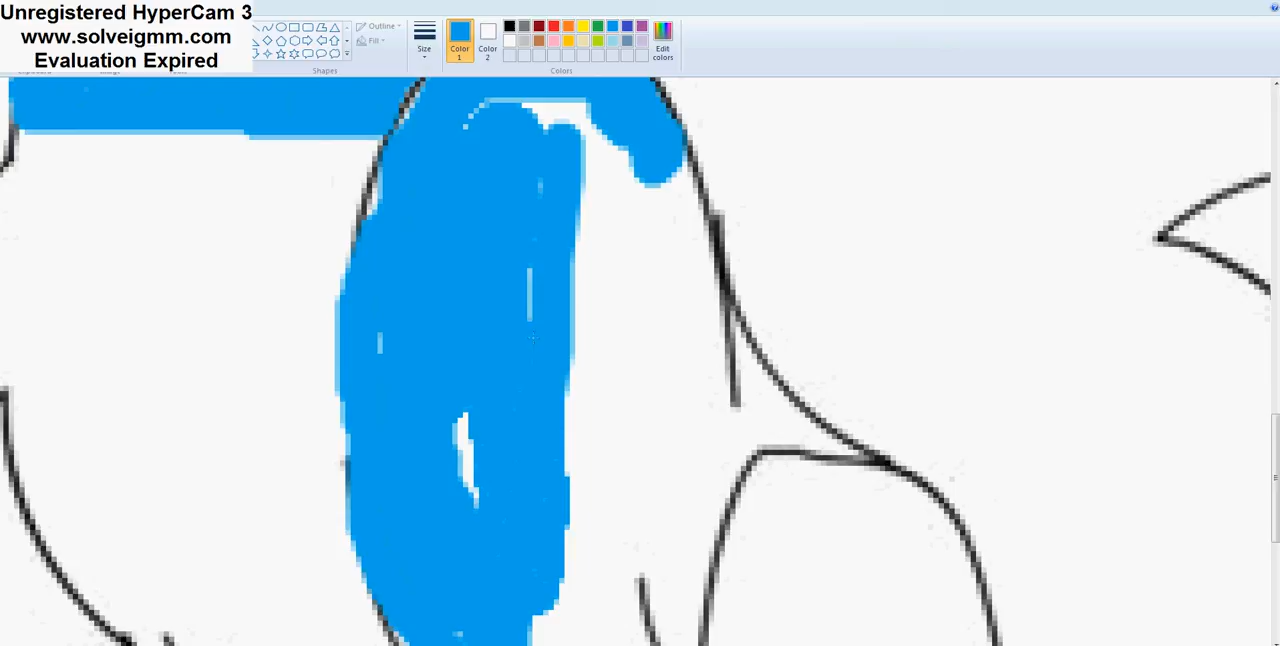 Unregistered HyperCam 3
www.solveigmm.com
Evaluation Expired
Outline
Fill
Shapes
Size
Color
1
Color
2
Edit
colors
Colors